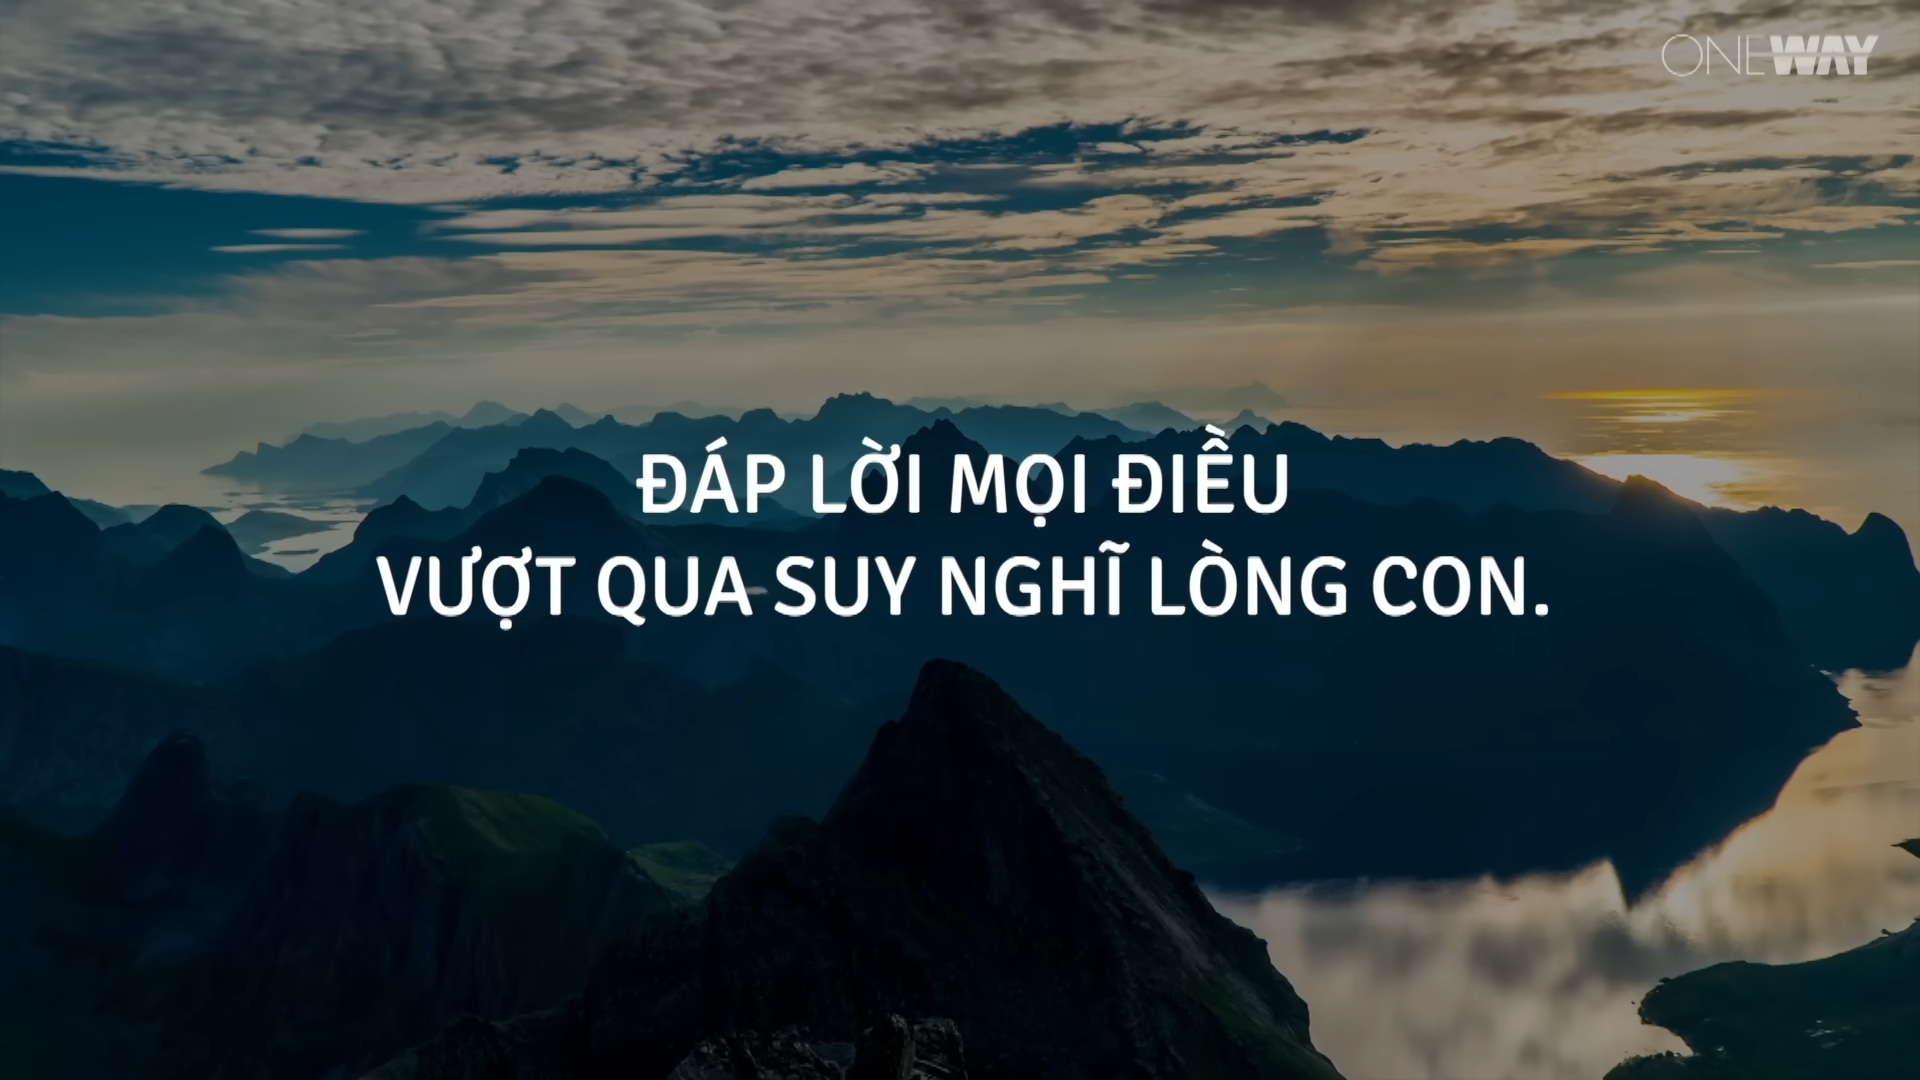 ONEWAY
ĐÁP LỜI MỌI ĐIỀU
VƯỢT QUA SUY NGHĨ LÒNG CON.